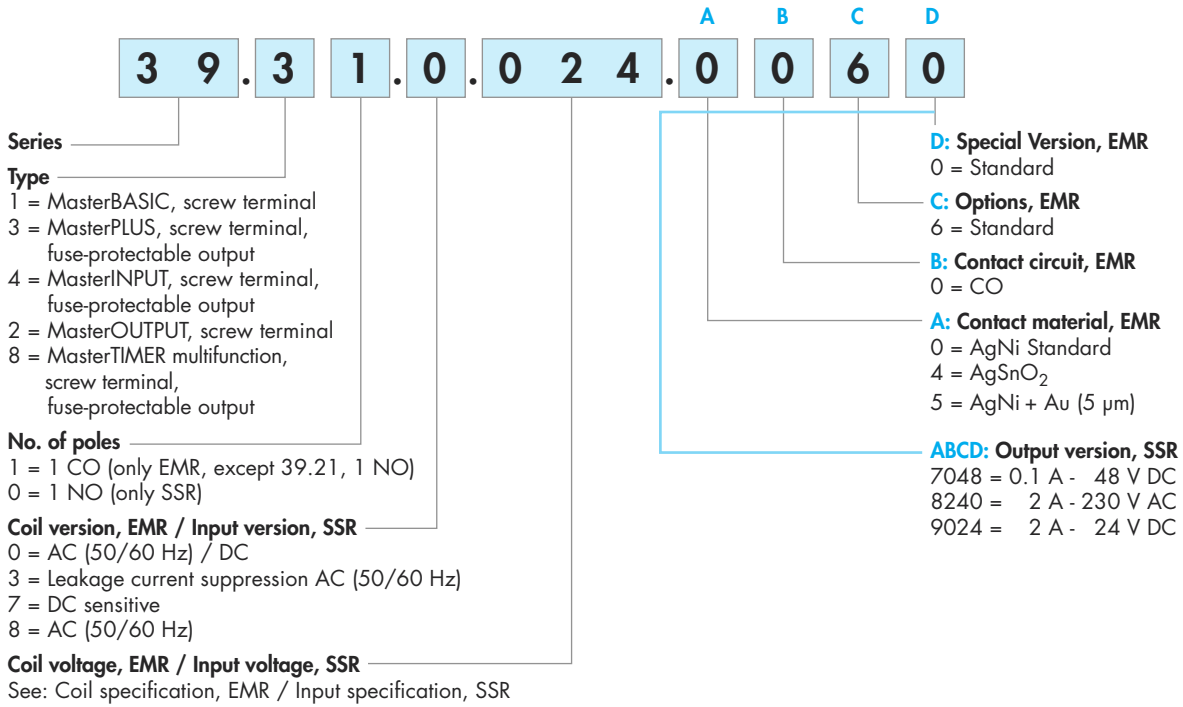 A B C D
3 9 . 3 1 . 0 . 0 2 4 . 0 0 6 0
Series
Type
1 = MasterBASIC, screw terminal
3 = MasterPLUS, screw terminal,
fuse-protectable output
4 = MasterINPUT, screw terminal,
fuse-protectable output
2 = MasterOUTPUT, screw terminal
8 = MasterTIMER multifunction,
screw terminal,
fuse-protectable output
No. of poles
1 = 1 CO (only EMR, except 39.21, 1 NO)
0 = 1 NO (only SSR)
Coil version, EMR / Input version, SSR
0 = AC (50/60 Hz) / DC
3 = Leakage current suppression AC (50/60 Hz)
7 = DC sensitive
8 = AC (50/60 Hz)
Coil voltage, EMR / Input voltage, SSR
See: Coil specification, EMR / Input specification, SSR
D: Special Version, EMR
0 = Standard
C: Options, EMR
6 = Standard
B: Contact circuit, EMR
0 = CO
A: Contact material, EMR
0 = AgNi Standard
4 = AgSnO2
5 = AgNi + Au (5 µm)
ABCD: Output version, SSR
7048 = 0.1 A - 48 V DC
8240 = 2 A - 230 V AC
9024 = 2 A - 24 V DC